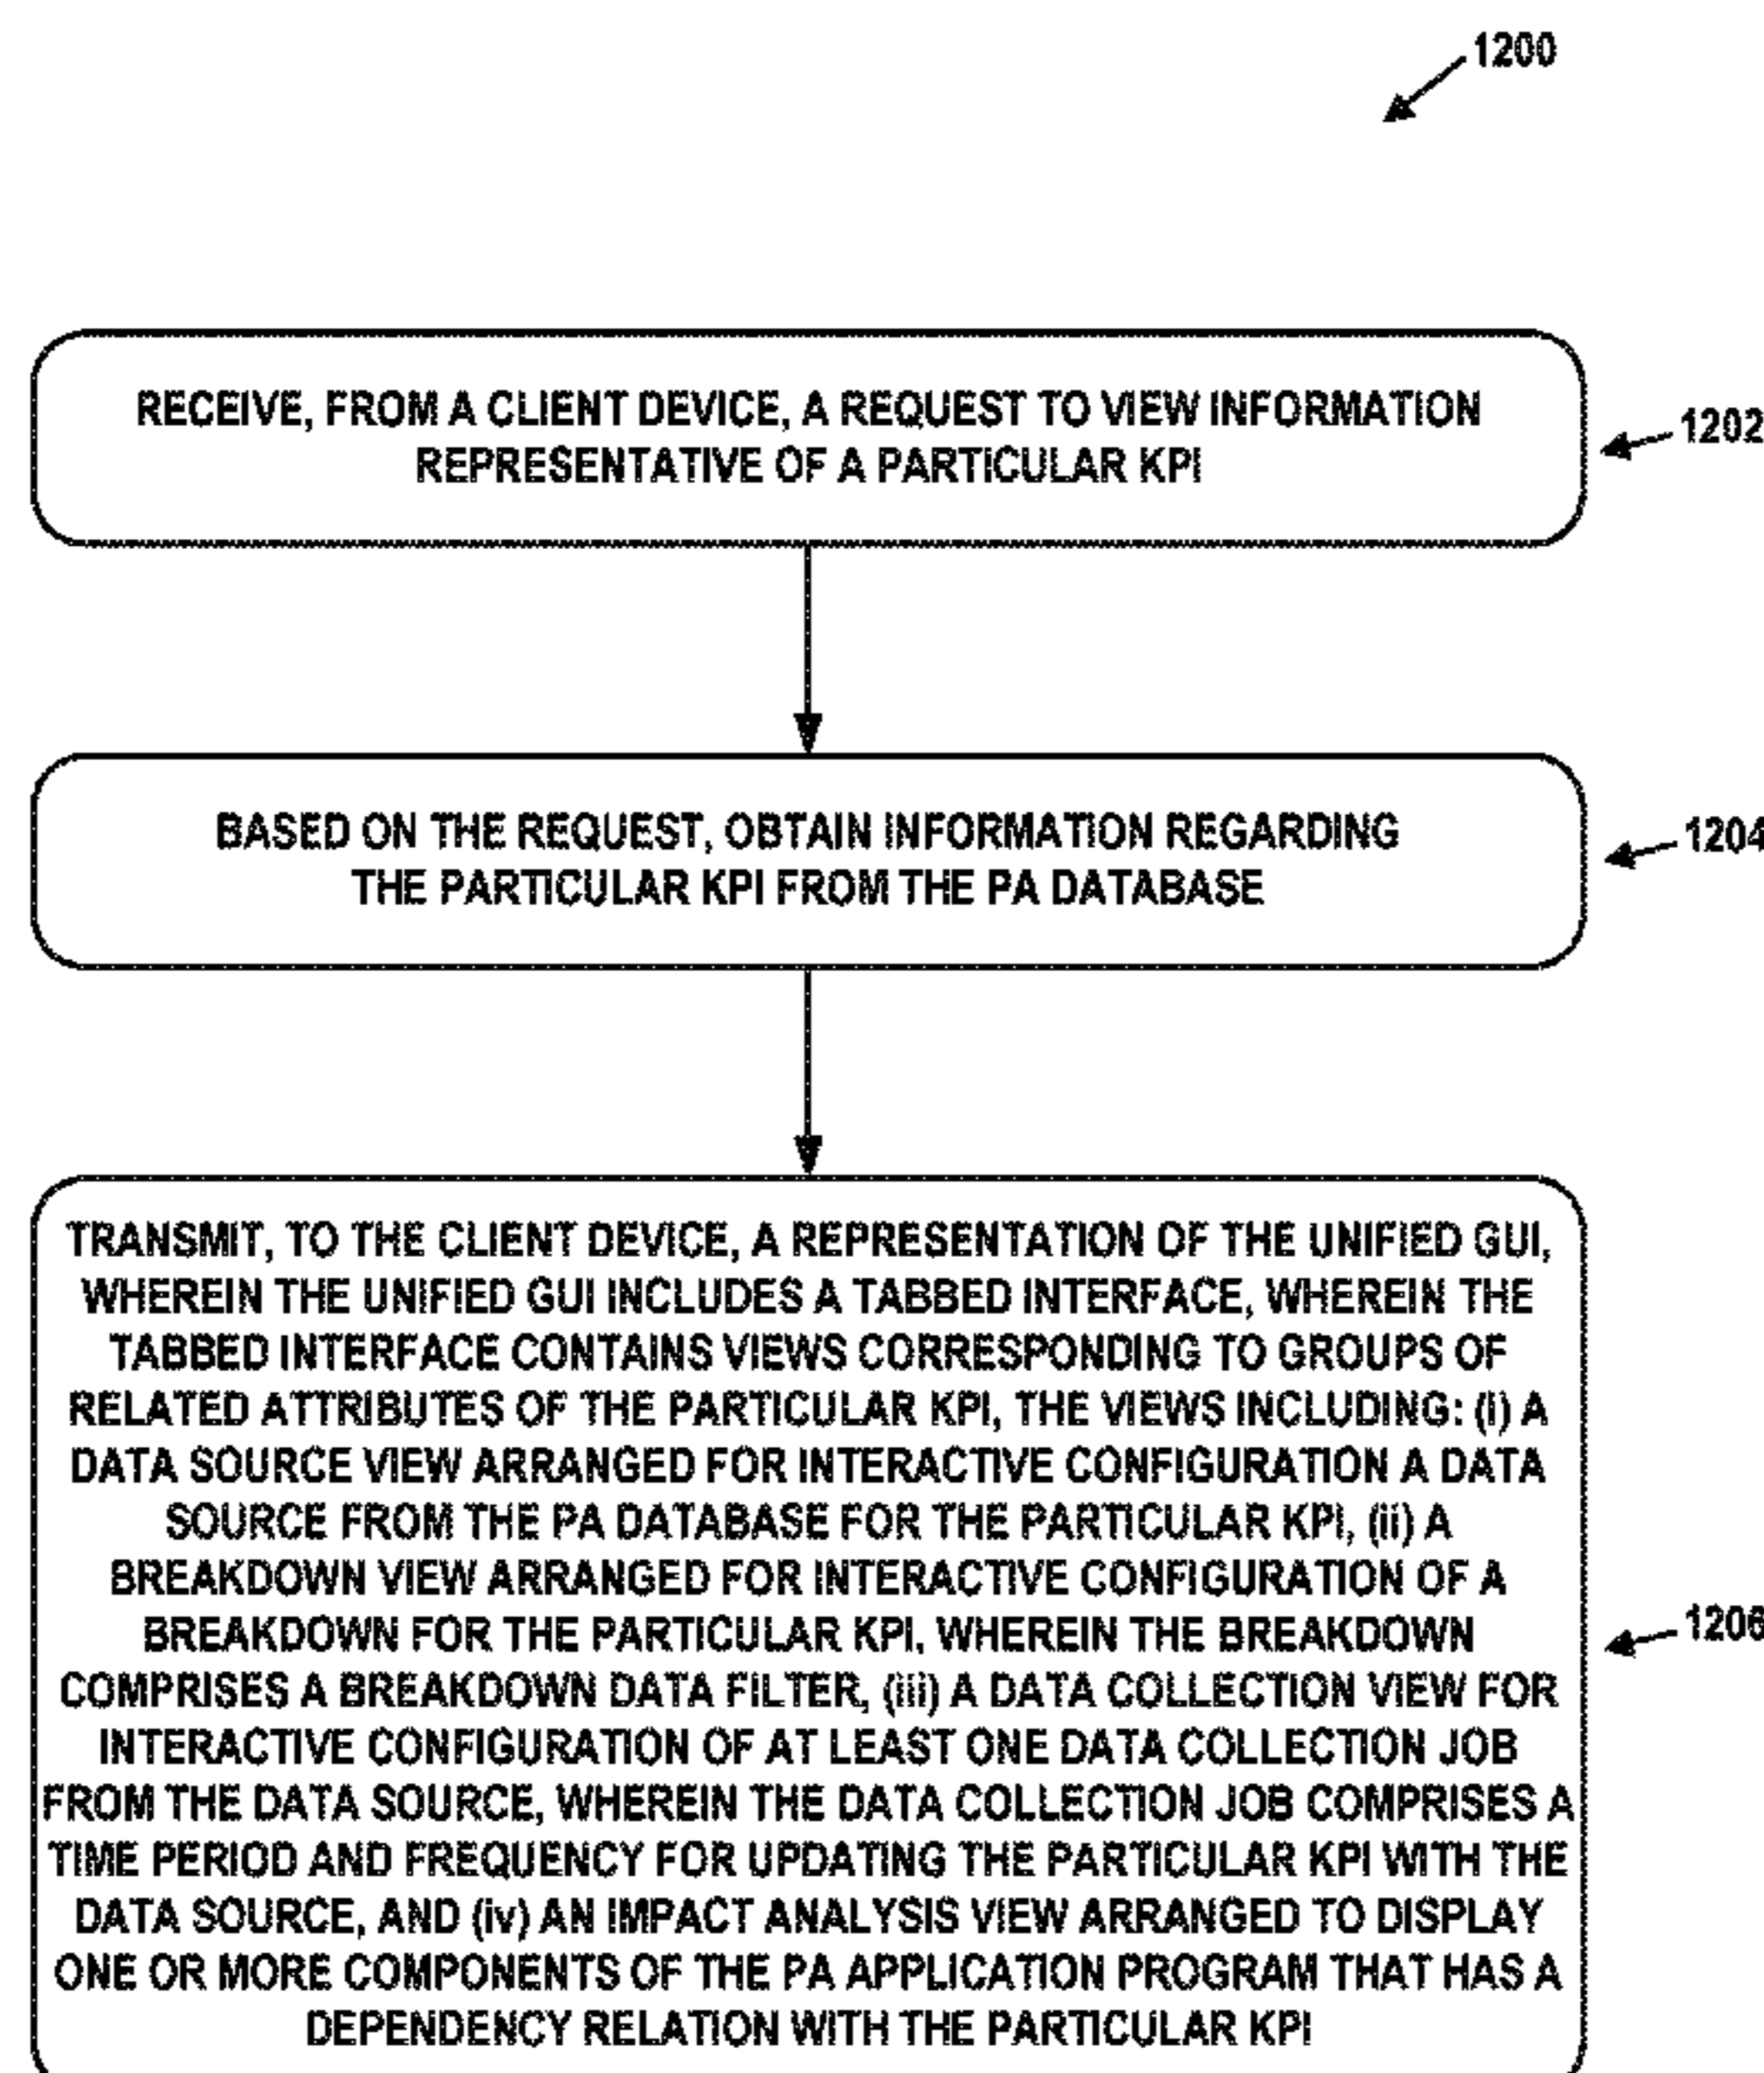 1200
RECEIVE, FROM A CLIENT DEVICE, A REQUEST TO VIEW INFORMATION
REPRESENTATIVE OF A PARTICULAR KPI
1202
BASED ON THE REQUEST, OBTAIN INFORMATION REGARDING
THE PARTICULAR KPI FROM THE PA DATABASE
1204
TRANSMIT, TO THE CLIENT DEVICE, A REPRESENTATION OF THE UNIFIED GUI,
WHEREIN THE UNIFIED GUI INCLUDES A TABBED INTERFACE, WHEREIN THE
TABBED INTERFACE CONTAINS VIEWS CORRESPONDING TO GROUPS OF
RELATED ATTRIBUTES OF THE PARTICULAR KPI, THE VIEWS INCLUDING: (i) A
DATA SOURCE VIEW ARRANGED FOR INTERACTIVE CONFIGURATION A DATA
SOURCE FROM THE PA DATABASE FOR THE PARTICULAR KPI, (ii) A
BREAKDOWN VIEW ARRANGED FOR INTERACTIVE CONFIGURATION OF A
BREAKDOWN FOR THE PARTICULAR KPI, WHEREIN THE BREAKDOWN
COMPRISES A BREAKDOWN DATA FILTER, (iii) A DATA COLLECTION VIEW FOR
INTERACTIVE CONFIGURATION OF AT LEAST ONE DATA COLLECTION JOB
FROM THE DATA SOURCE, WHEREIN THE DATA COLLECTION JOB COMPRISES A
TIME PERIOD AND FREQUENCY FOR UPDATING THE PARTICULAR KPI WITH THE
DATA SOURCE, AND (iv) AN IMPACT ANALYSIS VIEW ARRANGED TO DISPLAY
ONE OR MORE COMPONENTS OF THE PA APPLICATION PROGRAM THAT HAS A
DEPENDENCY RELATION WITH THE PARTICULAR KPI
1206